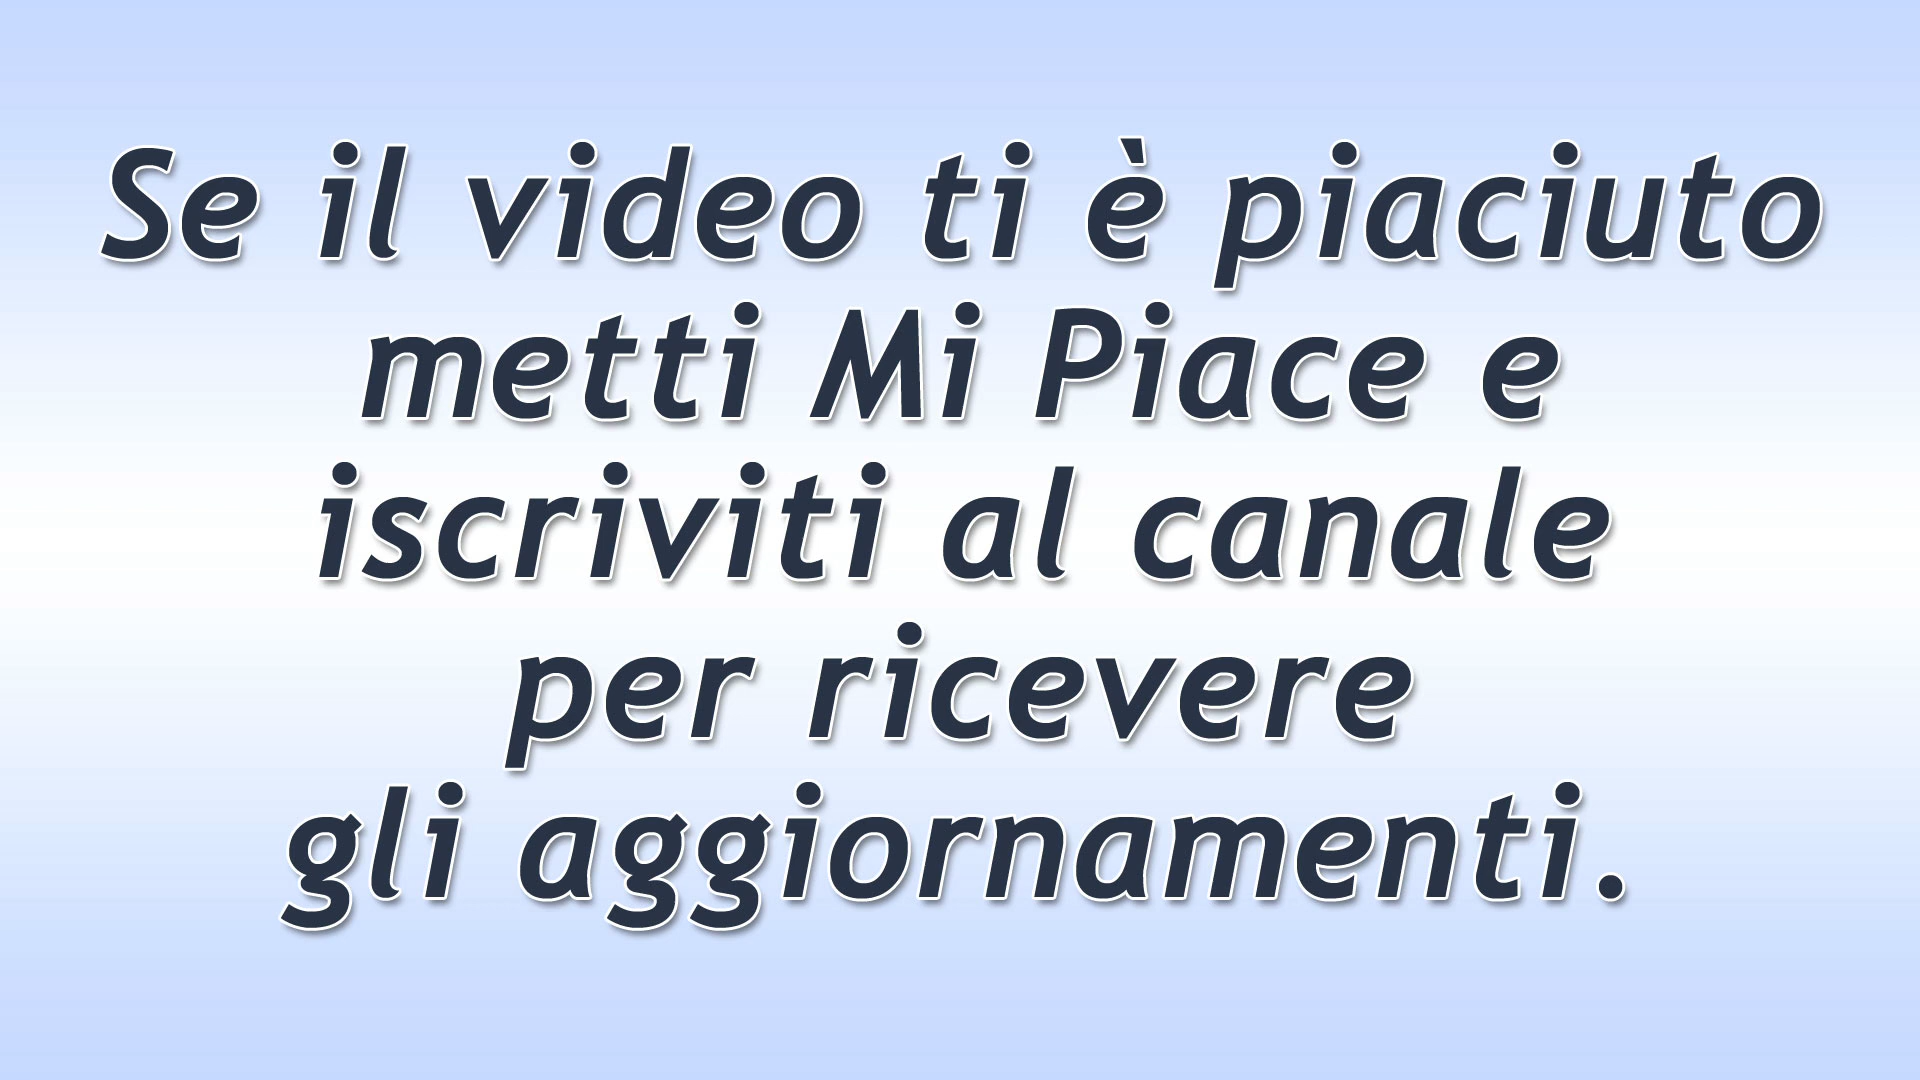 Se il video ti è piaciuto
metti Mi Piace e
iscriviti al canale
per ricevere
gli aggiornamenti.